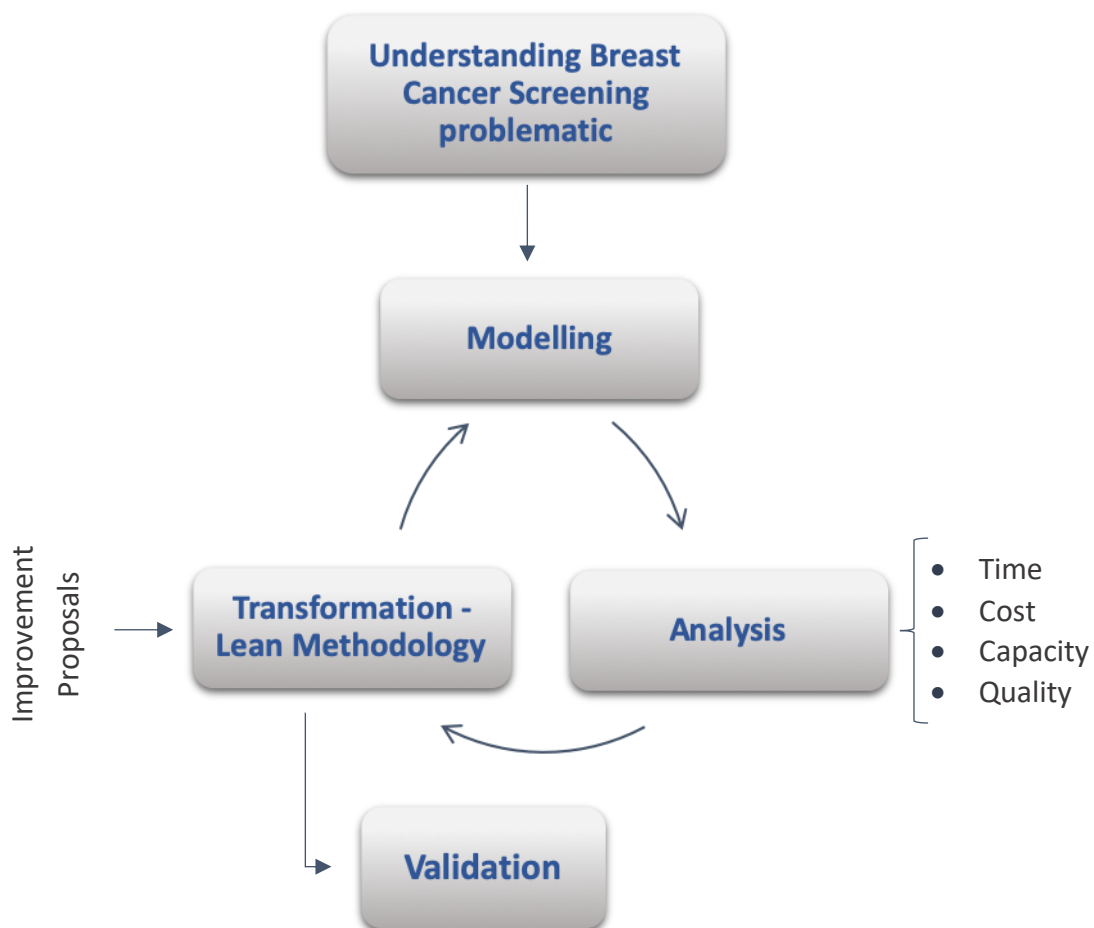 Understanding Breast
Cancer Screening
problematic
Modelling
Improvement
Proposals
Transformation -
Lean Methodology
Analysis
• Time
• Cost
• Capacity
• Quality
Validation